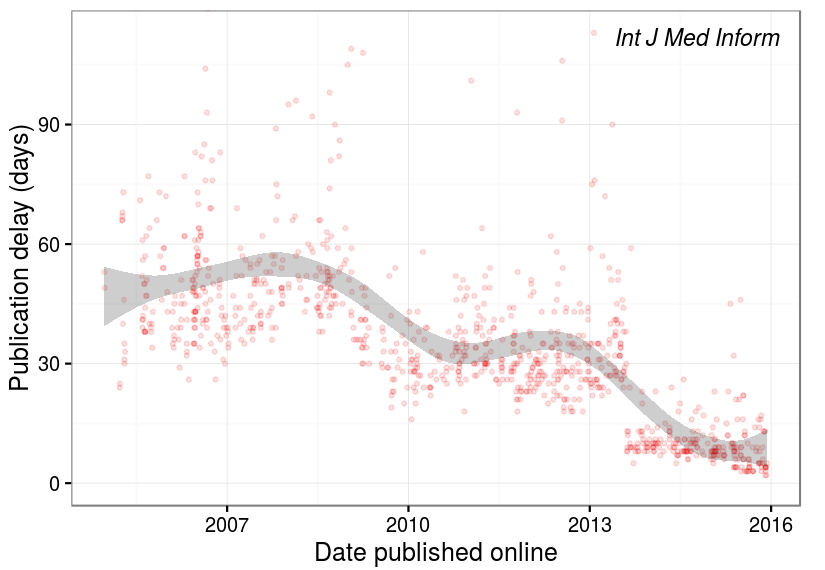 Int J Med Inform
Publication delay (days)
90
60
30
0
2007 2010 2013 2016
Date published online